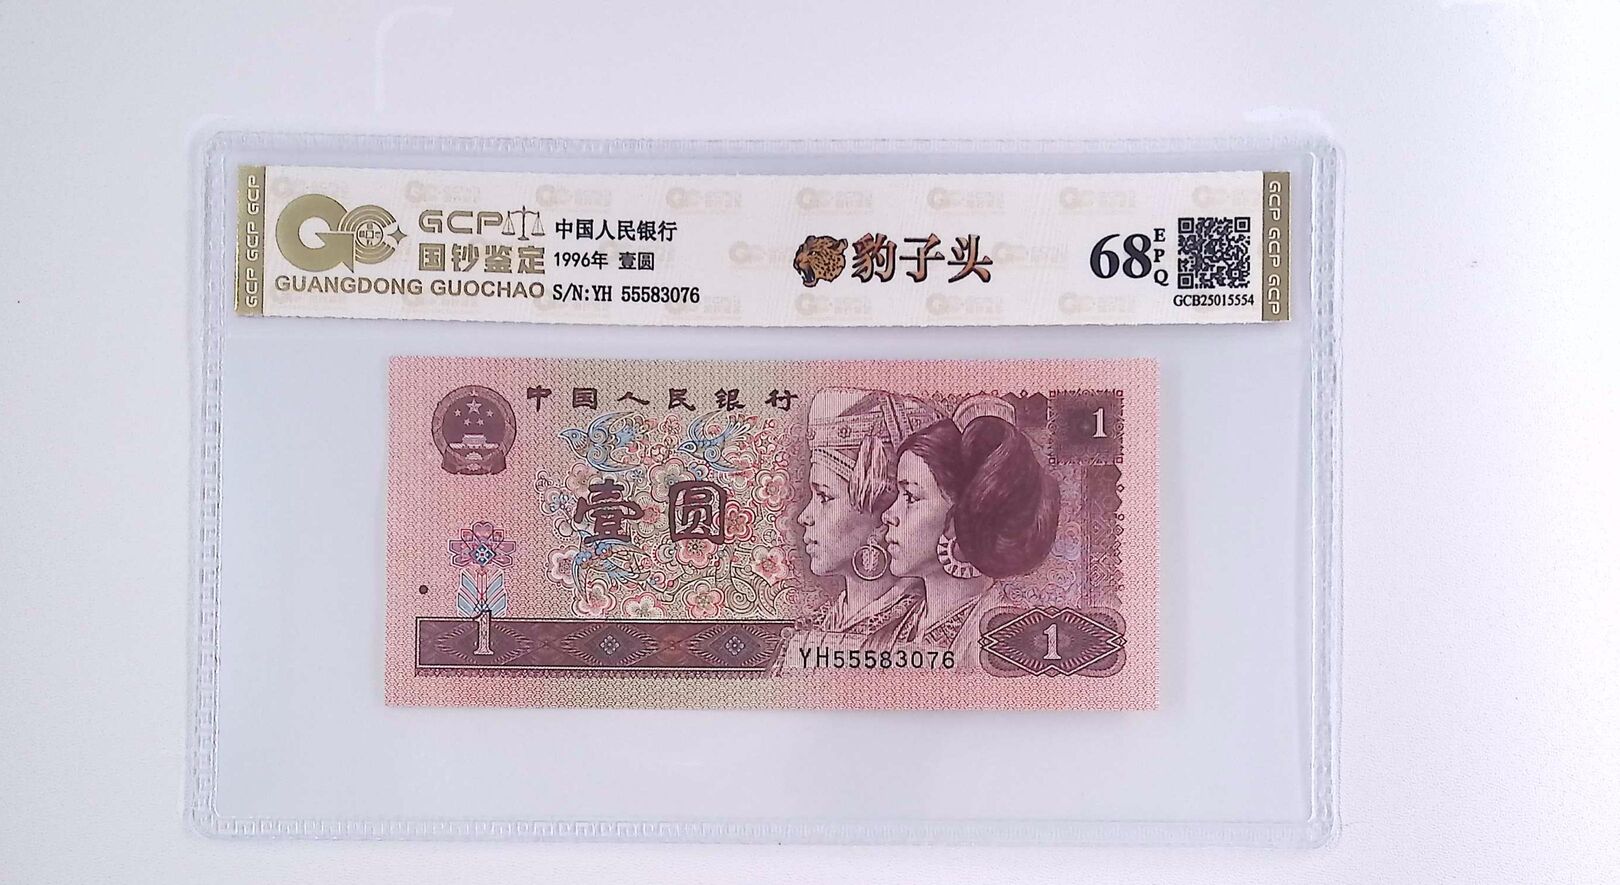 GCP GCP GCP
GCP
国钞鉴定
GUANGDONG GUOCHAO
中国人民银行
1996年 壹圆
S/N:YH 55583076
豹子头
68
EPQ
GCB25015554
GCP GCP GCP
中国人民银行
1
壹圆
1
YH55583076
1